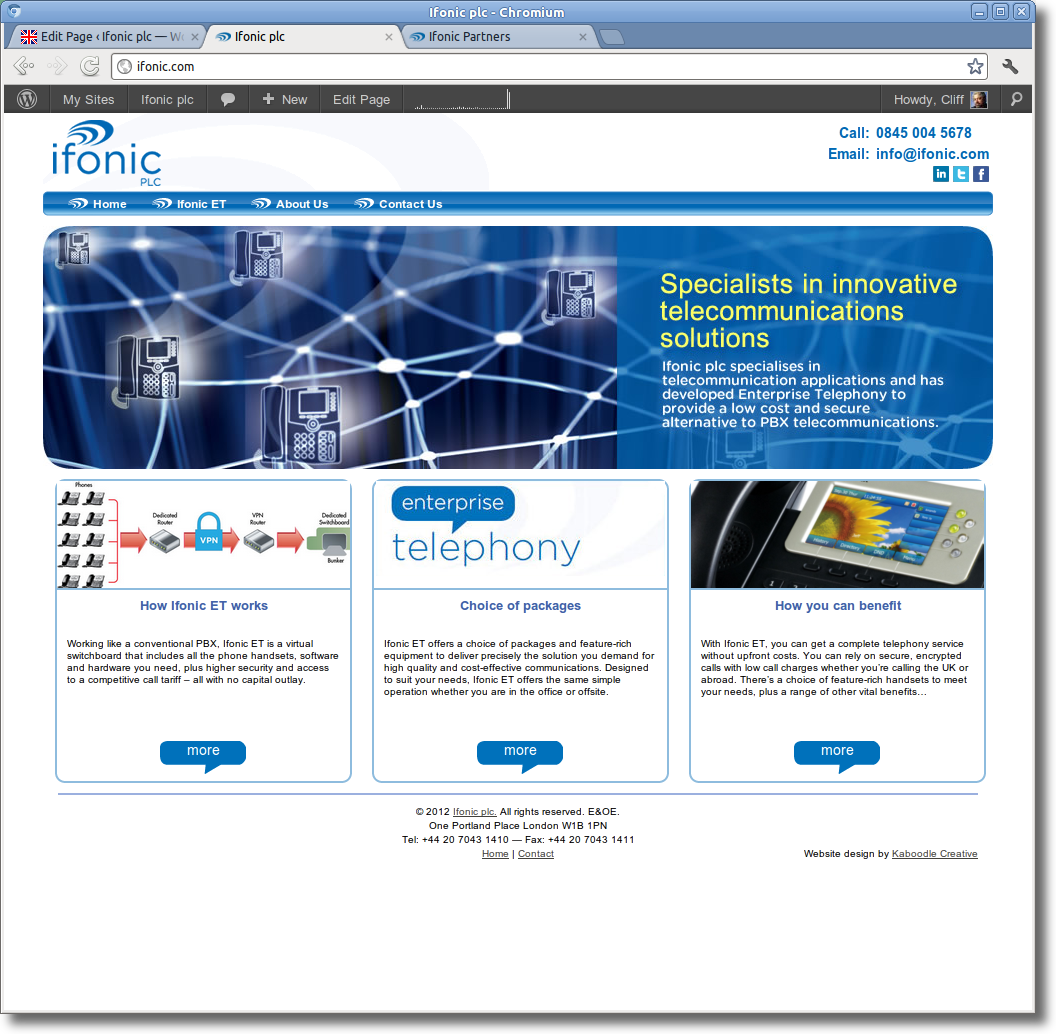 Ifonic plc - Chromium
Edit Page ‹ Ifonic plc — W
Ifonic plc
Ifonic Partners
ifonic.com
My Sites
Ifonic plc
New
Edit Page
Howdy, Cliff
ifonic
PLC
Call: 0845 004 5678
Email: info@ifonic.com
in t f
Home
Ifonic ET
About Us
Contact Us
Specialists in innovative
telecommunications
solutions
Ifonic plc specialises in
telecommunication applications and has
developed Enterprise Telephony to
provide a low cost and secure
alternative to PBX telecommunications.
Phones
Dedicated
Router
VPN
VPN
Router
Dedicated
Switchboard
Bunker
How Ifonic ET works
Working like a conventional PBX, Ifonic ET is a virtual
switchboard that includes all the phone handsets, software
and hardware you need, plus higher security and access
to a competitive call tariff – all with no capital outlay.
more
enterprise
telephony
Choice of packages
Ifonic ET offers a choice of packages and feature-rich
equipment to deliver precisely the solution you demand for
high quality and cost-effective communications. Designed
to suit your needs, Ifonic ET offers the same simple
operation whether you are in the office or offsite.
more
Directory
How you can benefit
With Ifonic ET, you can get a complete telephony service
without upfront costs. You can rely on secure, encrypted
calls with low call charges whether you're calling the UK or
abroad. There's a choice of feature-rich handsets to meet
your needs, plus a range of other vital benefits…
more
© 2012 Ifonic plc. All rights reserved. E&OE.
One Portland Place London W1B 1PN
Tel: +44 20 7043 1410 — Fax: +44 20 7043 1411
Home | Contact
Website design by Kaboodle Creative